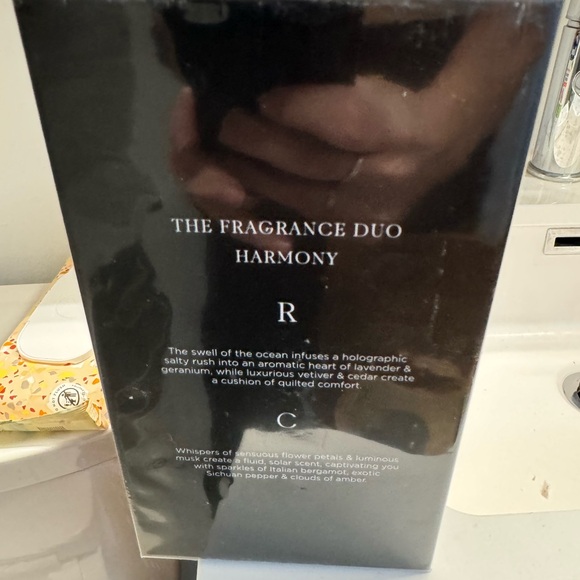 THE FRAGRANCE DUO
HARMONY
R
The swell of the ocean infuses a holographic
salty rush into an aromatic heart of lavender &
geranium, while luxurious vetiver & cedar create
a cushion of quilted comfort.
C
Whispers of sensuous flower petals & luminous
musk create a fluid, solar scent, captivating you
with sparkles of Italian bergamot, exotic
Sichuan pepper & clouds of amber.